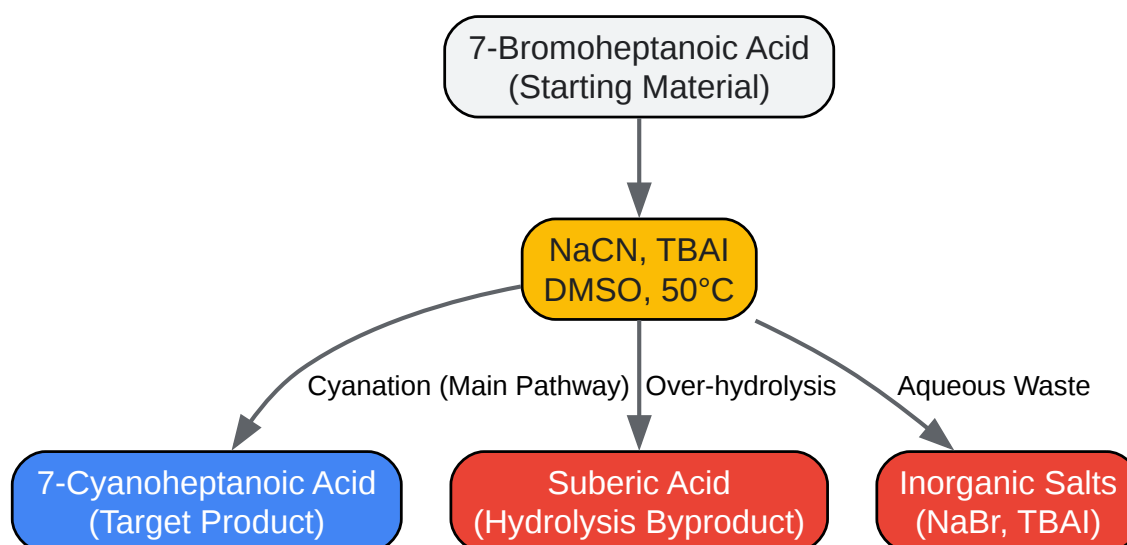 7-Bromoheptanoic Acid
(Starting Material)
NaCN, TBAI
DMSO, 50°C
Cyanation (Main Pathway)
Over-hydrolysis
Aqueous Waste
7-Cyanoheptanoic Acid
(Target Product)
Suberic Acid
(Hydrolysis Byproduct)
Inorganic Salts
(NaBr, TBAI)